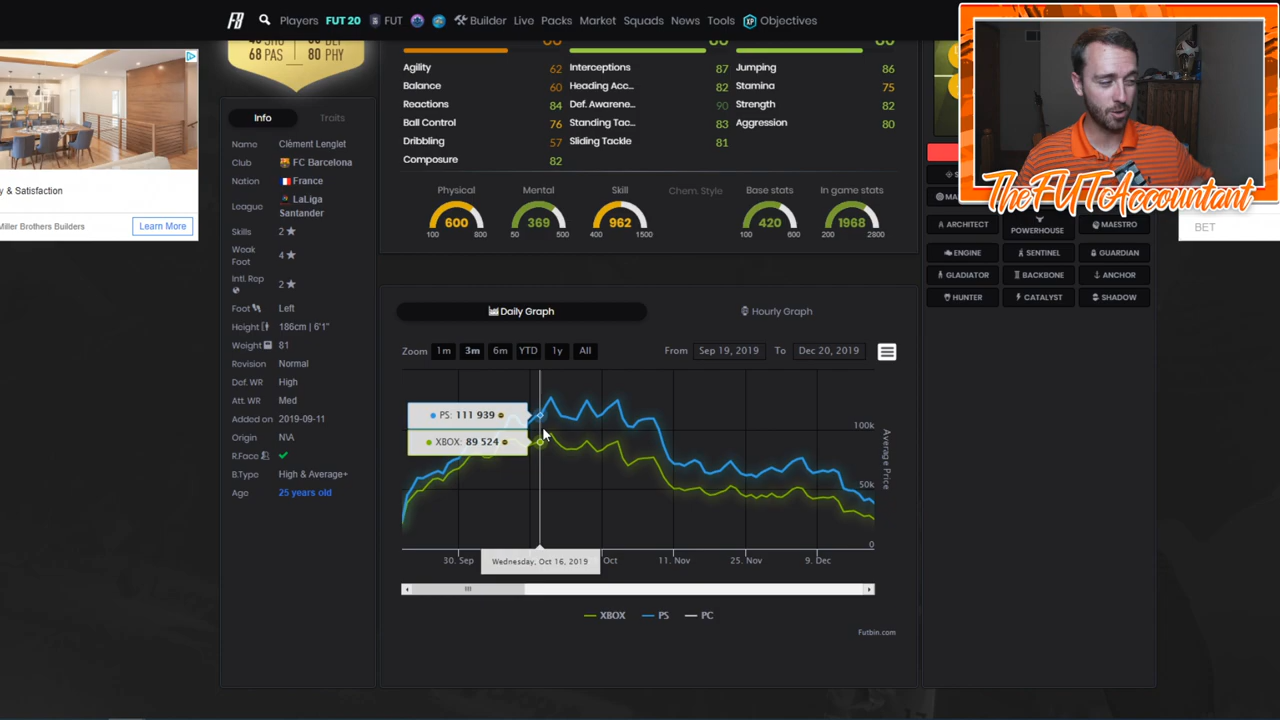 FB Players FUT 20 FUT Builder Live Packs Market Squads News Tools XP Objectives
68 PAS 80 PHY
Agility 62 Interceptions 87 Jumping 86
Balance 60 Heading Acc... 82 Stamina 75
Reactions 84 Def. Awarene... 90 Strength 82
Ball Control 76 Standing Tac... 83 Aggression 80
Dribbling 57 Sliding Tackle 81
Composure 82
Physical Mental Skill Chem. Style Base stats In game stats
600 369 962 420 1968
100 800 100 500 400 1500 100 600 200 2800
Info Traits
Name Clément Lenglet
Club FC Barcelona
Nation France
League LaLiga Santander
Skills 2★
Weak Foot 4★
Intl. Rep 2★
Foot Left
Height 186cm | 6'1"
Weight 81
Revision Normal
Def. WR High
Att. WR Med
Added on 2019-09-11
Origin N\A
R.Face
B.Type High & Average+
Age 25 years old
y & Satisfaction
Miller Brothers Builders Learn More
Daily Graph Hourly Graph
Zoom 1m 3m 6m YTD 1y All From Sep 19, 2019 To Dec 20, 2019
PS: 111 939
XBOX: 89 524
100k
50k
0
Average Price
Wednesday, Oct 16, 2019
30. Sep Oct 11. Nov 25. Nov 9. Dec
XBOX PS PC
Futbin.com
TheFUTAccountant
ARCHITECT POWERHOUSE MAESTRO
ENGINE SENTINEL GUARDIAN
GLADIATOR BACKBONE ANCHOR
HUNTER CATALYST SHADOW
BET